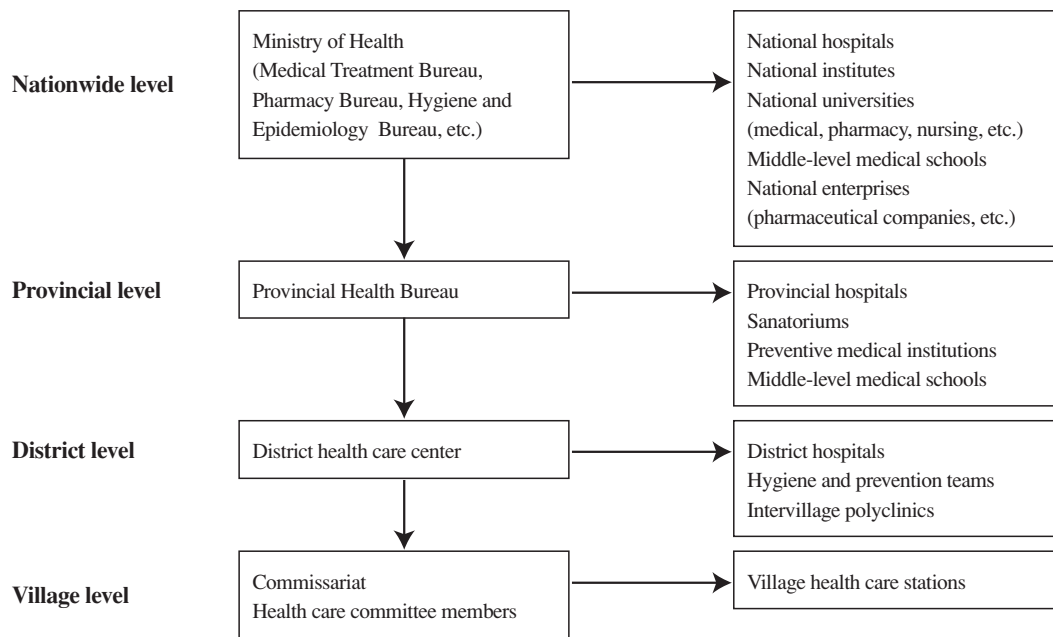 Nationwide level
Ministry of Health
(Medical Treatment Bureau,
Pharmacy Bureau, Hygiene and
Epidemiology Bureau, etc.)
National hospitals
National institutes
National universities
(medical, pharmacy, nursing, etc.)
Middle-level medical schools
National enterprises
(pharmaceutical companies, etc.)
Provincial level
Provincial Health Bureau
Provincial hospitals
Sanatoriums
Preventive medical institutions
Middle-level medical schools
District level
District health care center
District hospitals
Hygiene and prevention teams
Intervillage polyclinics
Village level
Commissariat
Health care committee members
Village health care stations